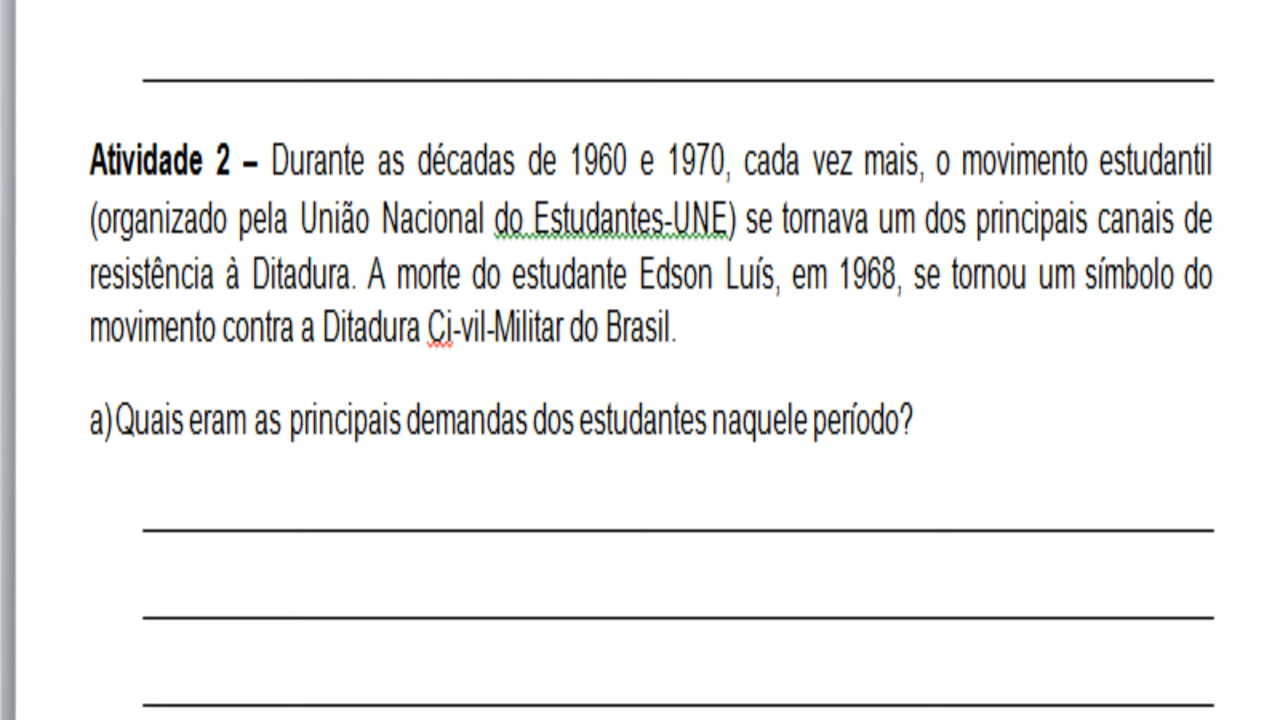 Atividade 2 – Durante as décadas de 1960 e 1970, cada vez mais, o movimento estudantil
(organizado pela União Nacional do Estudantes-UNE) se tornava um dos principais canais de
resistência à Ditadura. A morte do estudante Edson Luís, em 1968, se tornou um símbolo do
movimento contra a Ditadura Ci-vil-Militar do Brasil.
a) Quais eram as principais demandas dos estudantes naquele período?